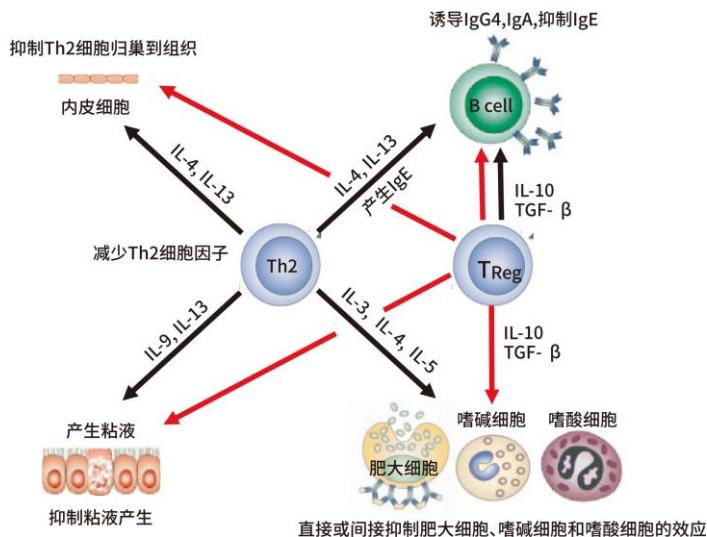 诱导IgG4,IgA,抑制IgE
抑制Th2细胞归巢到组织
内皮细胞
B cell
IL-4, IL-13
IL-4, IL-13
产生IgE
IL-10
TGF- β
减少Th2细胞因子
Th2
TReg
IL-9, IL-13
IL-3, IL-4, IL-5
IL-10
TGF- β
产生粘液
嗜碱细胞
嗜酸细胞
肥大细胞
抑制粘液产生
直接或间接抑制肥大细胞、嗜碱细胞和嗜酸细胞的效应